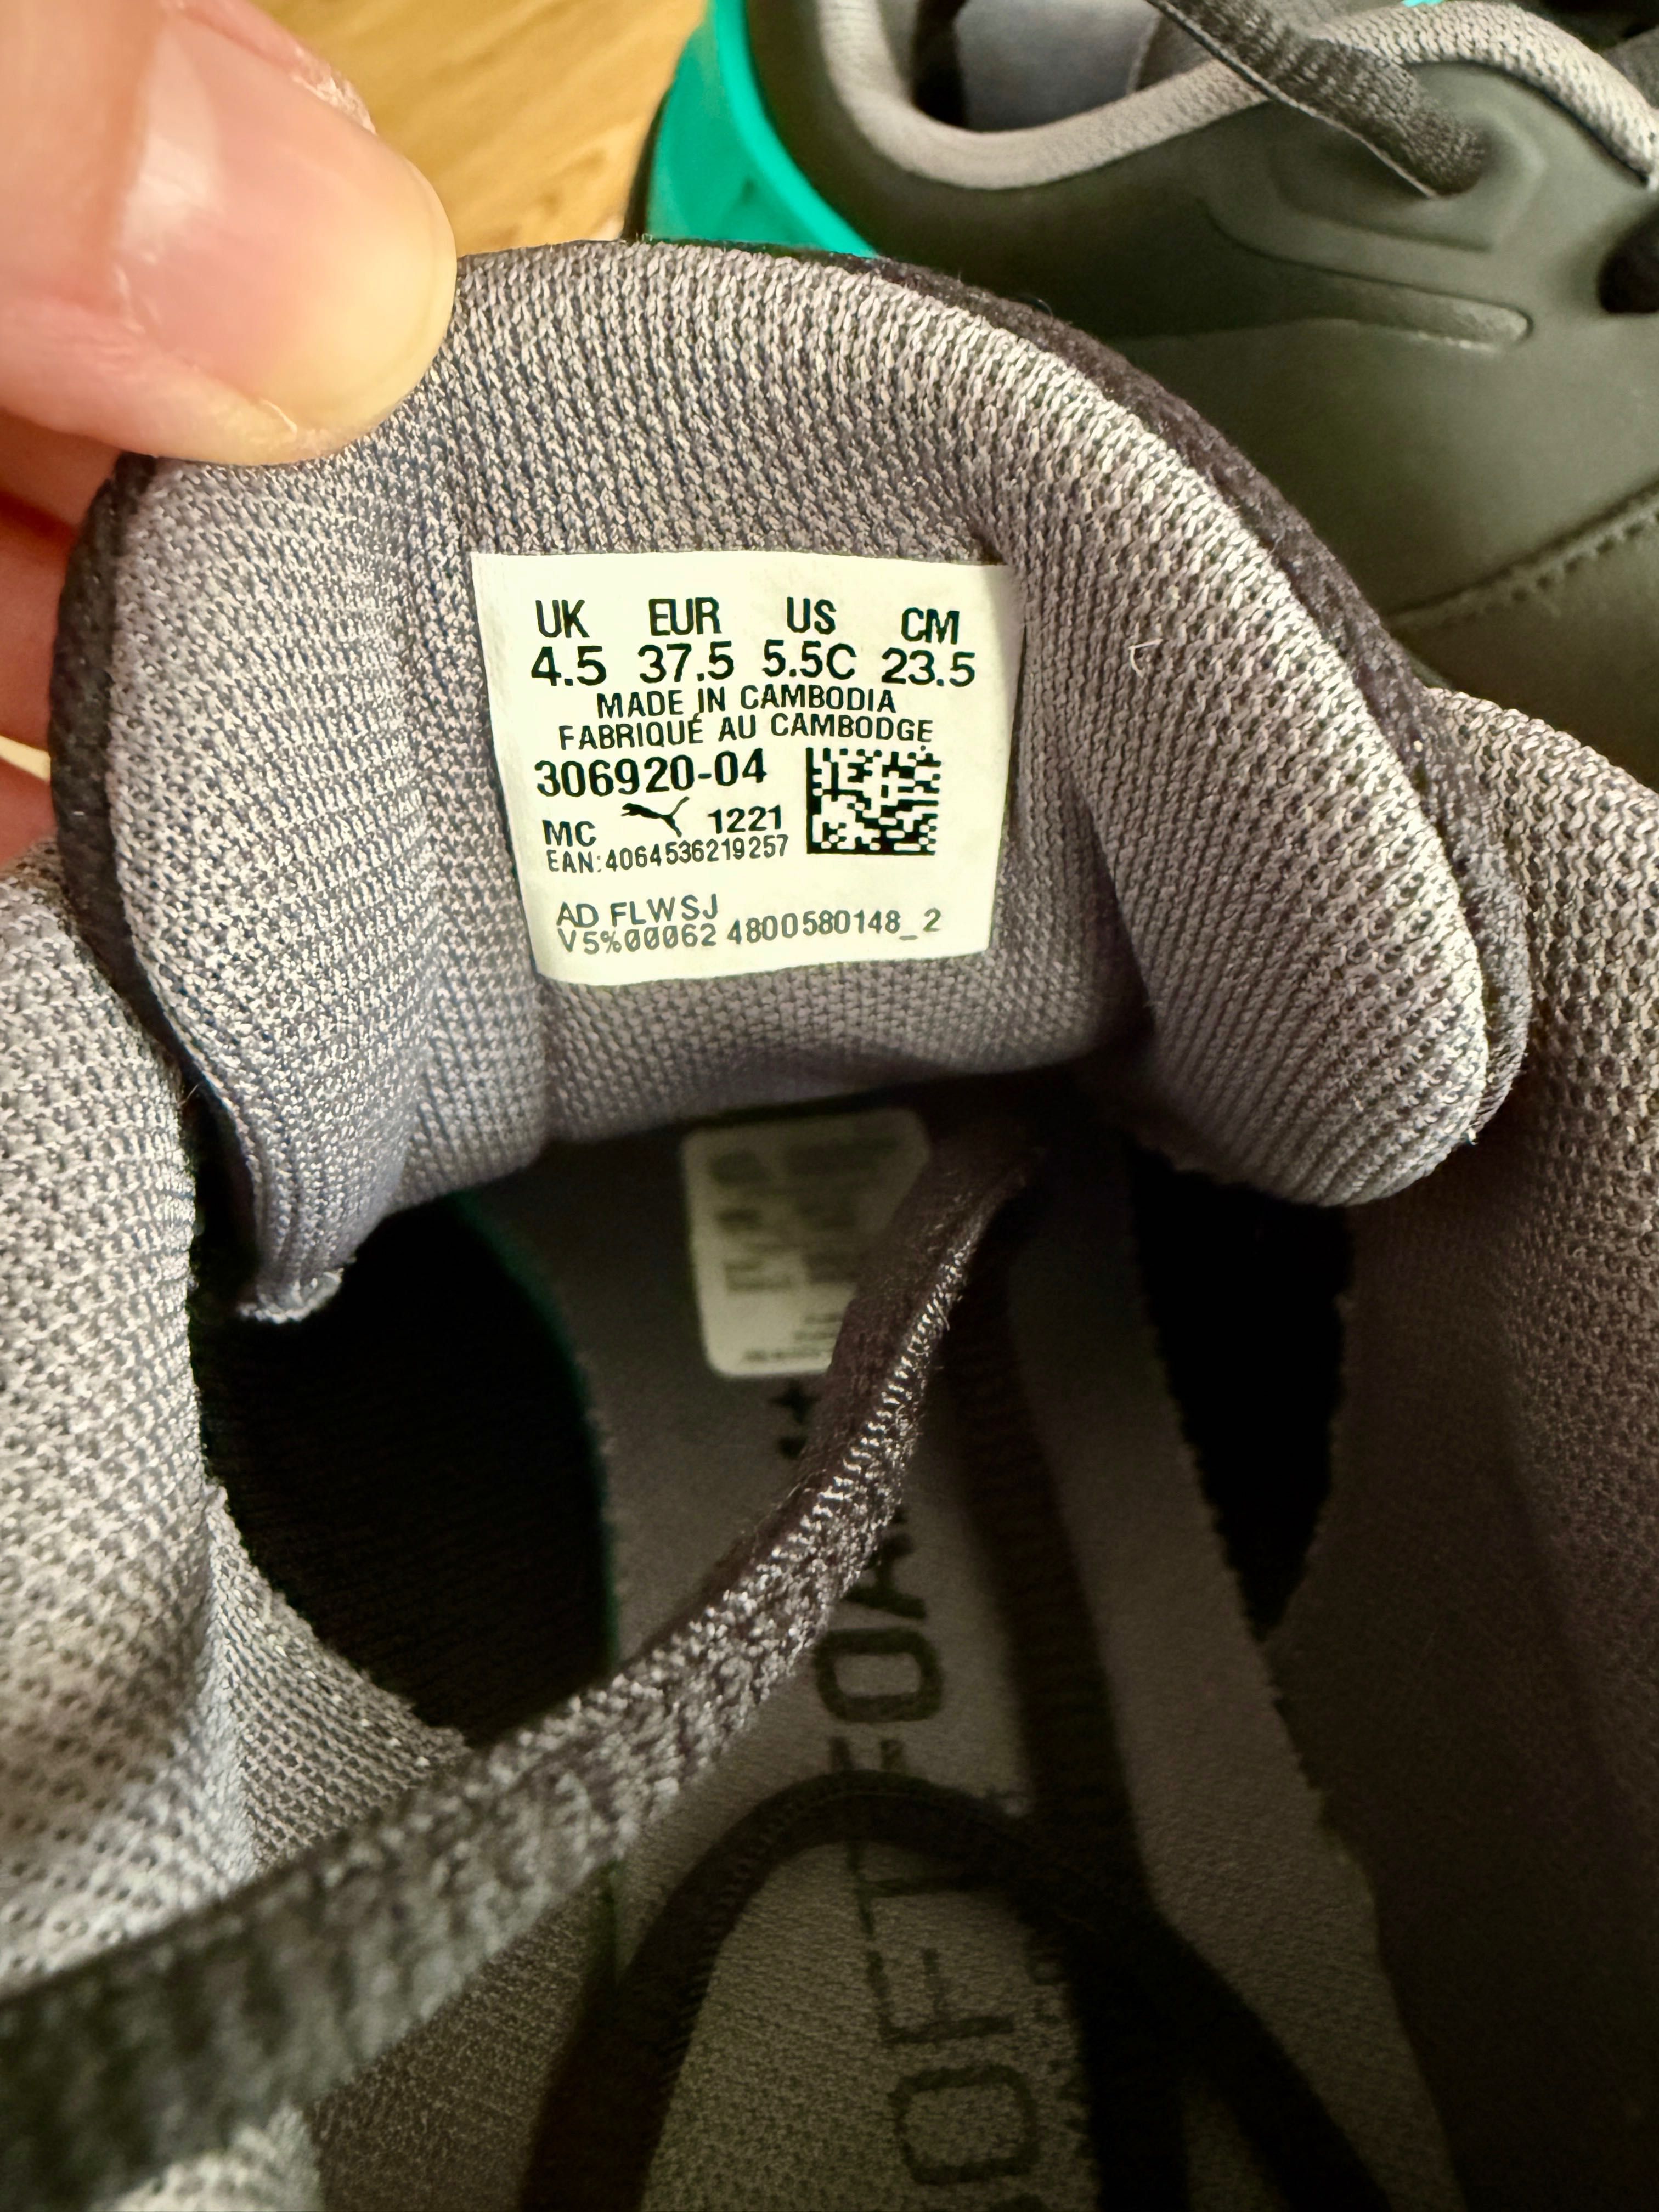 UK EUR US CM
4.5 37.5 5.5C 23.5
MADE IN CAMBODIA
FABRIQUÉ AU CAMBODGE
306920-04
MC 1221
EAN:4064536219257
AD FLWSJ
V5%00062 4800580148_2
SOFTFOAM+